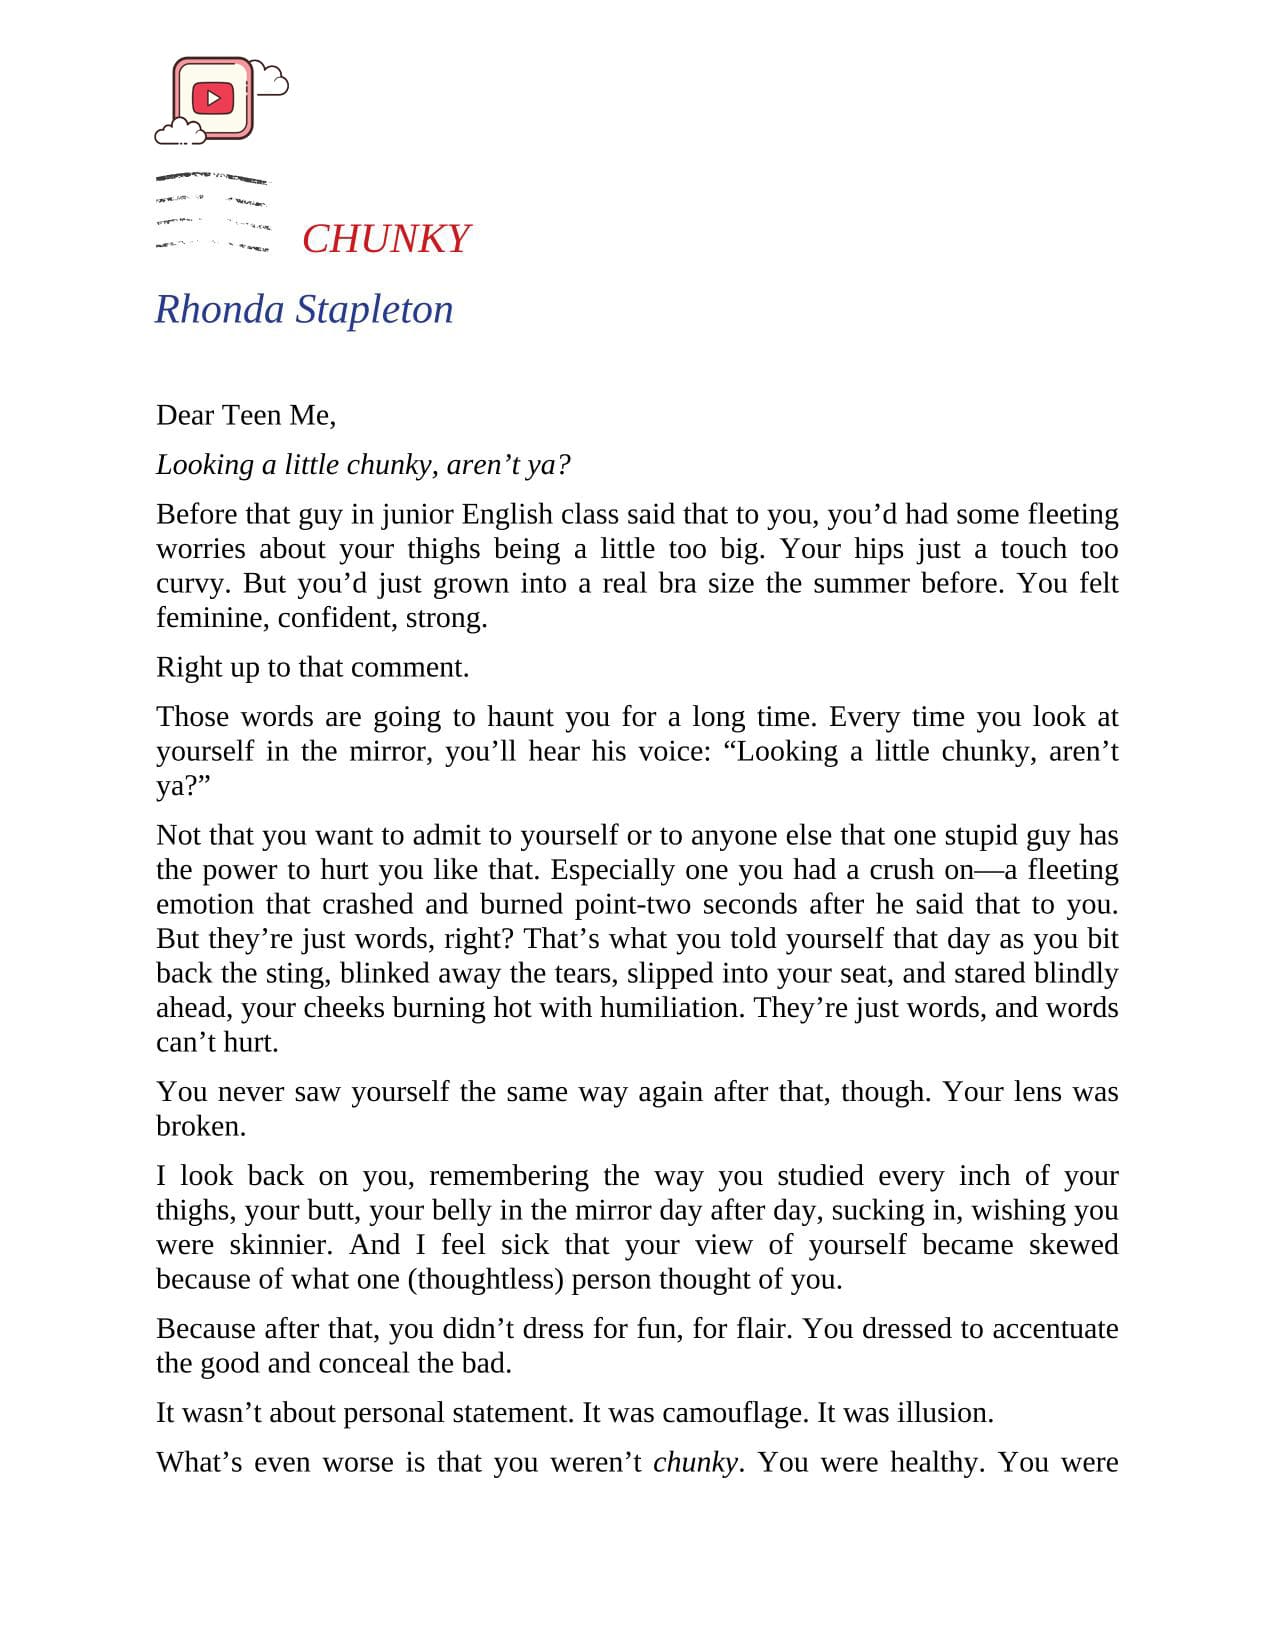 CHUNKY
Rhonda Stapleton
Dear Teen Me,
Looking a little chunky, aren’t ya?
Before that guy in junior English class said that to you, you’d had some fleeting
worries about your thighs being a little too big. Your hips just a touch too
curvy. But you’d just grown into a real bra size the summer before. You felt
feminine, confident, strong.
Right up to that comment.
Those words are going to haunt you for a long time. Every time you look at
yourself in the mirror, you’ll hear his voice: “Looking a little chunky, aren’t
ya?”
Not that you want to admit to yourself or to anyone else that one stupid guy has
the power to hurt you like that. Especially one you had a crush on—a fleeting
emotion that crashed and burned point-two seconds after he said that to you.
But they’re just words, right? That’s what you told yourself that day as you bit
back the sting, blinked away the tears, slipped into your seat, and stared blindly
ahead, your cheeks burning hot with humiliation. They’re just words, and words
can’t hurt.
You never saw yourself the same way again after that, though. Your lens was
broken.
I look back on you, remembering the way you studied every inch of your
thighs, your butt, your belly in the mirror day after day, sucking in, wishing you
were skinnier. And I feel sick that your view of yourself became skewed
because of what one (thoughtless) person thought of you.
Because after that, you didn’t dress for fun, for flair. You dressed to accentuate
the good and conceal the bad.
It wasn’t about personal statement. It was camouflage. It was illusion.
What’s even worse is that you weren’t chunky. You were healthy. You were